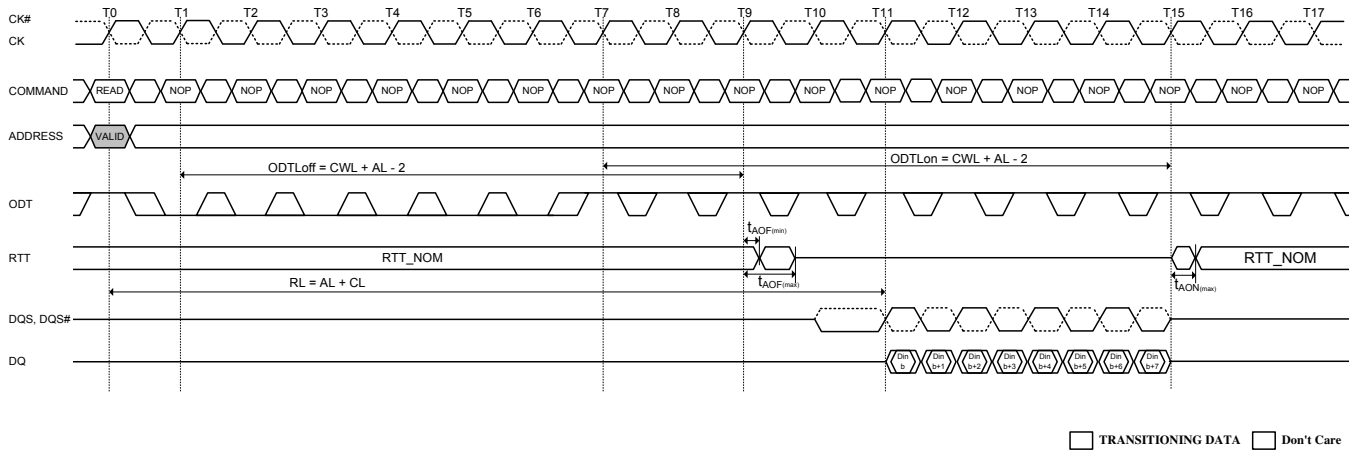 T0 T1 T2 T3 T4 T5 T6 T7 T8 T9 T10 T11 T12 T13 T14 T15 T16 T17
CK#
CK
COMMAND READ NOP NOP NOP NOP NOP NOP NOP NOP NOP NOP NOP NOP NOP NOP NOP NOP NOP
ADDRESS VALID
ODTLoff = CWL + AL - 2 ODTLon = CWL + AL - 2
ODT
tAOF(min)
RTT RTT_NOM RTT_NOM
RL = AL + CL tAOF(max) tAON(max)
DQS, DQS#
DQ Din b Din b+1 Din b+2 Din b+3 Din b+4 Din b+5 Din b+6 Din b+7
TRANSITIONING DATA Don't Care